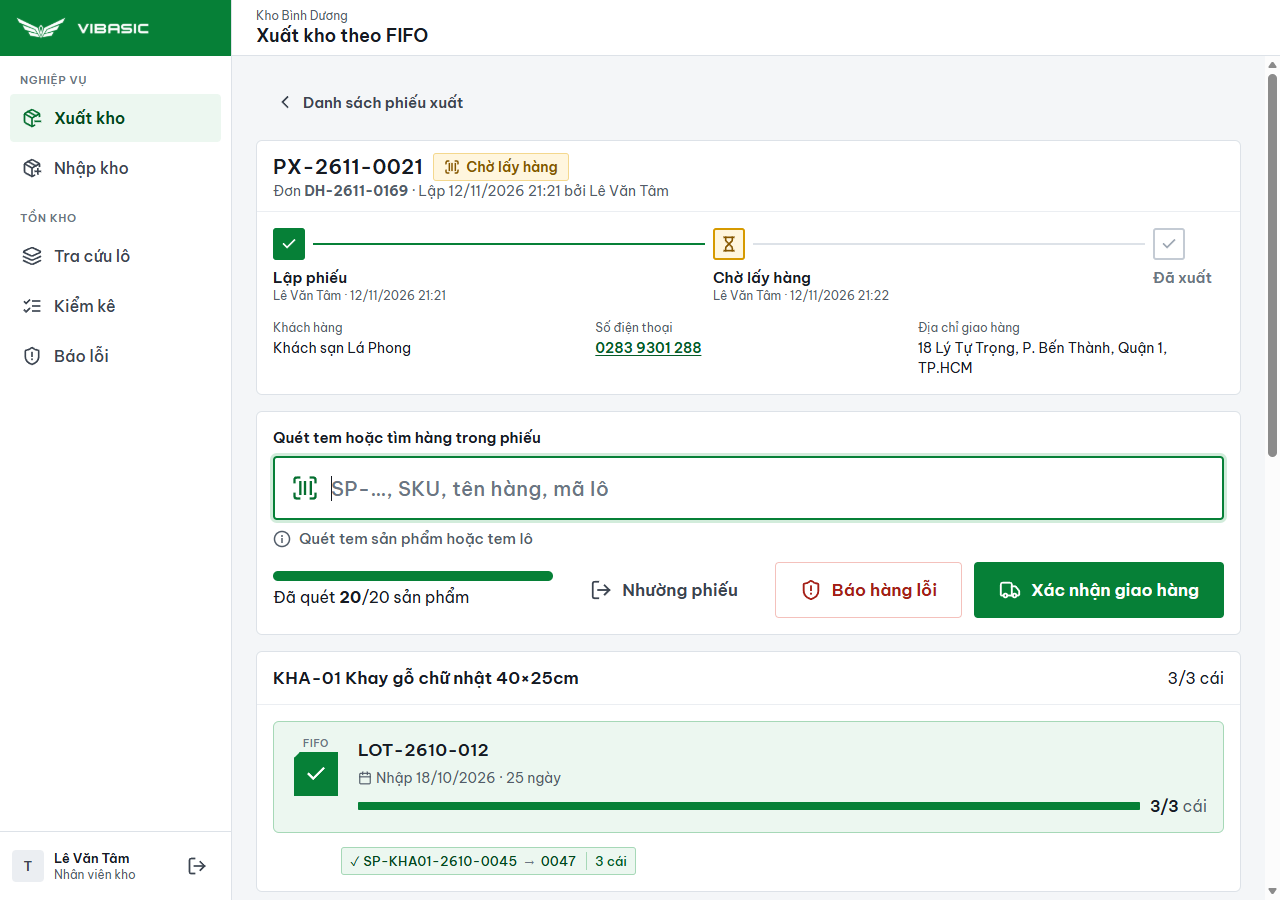 VIBASIC
Kho Bình Dương
Xuất kho theo FIFO
NGHIỆP VỤ
Xuất kho
Nhập kho
TỒN KHO
Tra cứu lô
Kiểm kê
Báo lỗi
T
Lê Văn Tâm
Nhân viên kho
Danh sách phiếu xuất
PX-2611-0021
Chờ lấy hàng
Đơn DH-2611-0169 · Lập 12/11/2026 21:21 bởi Lê Văn Tâm
Lập phiếu
Lê Văn Tâm · 12/11/2026 21:21
Chờ lấy hàng
Lê Văn Tâm · 12/11/2026 21:22
Đã xuất
Khách hàng
Khách sạn Lá Phong
Số điện thoại
0283 9301 288
Địa chỉ giao hàng
18 Lý Tự Trọng, P. Bến Thành, Quận 1,
TP.HCM
Quét tem hoặc tìm hàng trong phiếu
SP-…, SKU, tên hàng, mã lô
Quét tem sản phẩm hoặc tem lô
Đã quét 20/20 sản phẩm
Nhường phiếu
Báo hàng lỗi
Xác nhận giao hàng
KHA-01 Khay gỗ chữ nhật 40×25cm
3/3 cái
FIFO
LOT-2610-012
Nhập 18/10/2026 · 25 ngày
3/3 cái
✓ SP-KHA01-2610-0045 → 0047
3 cái